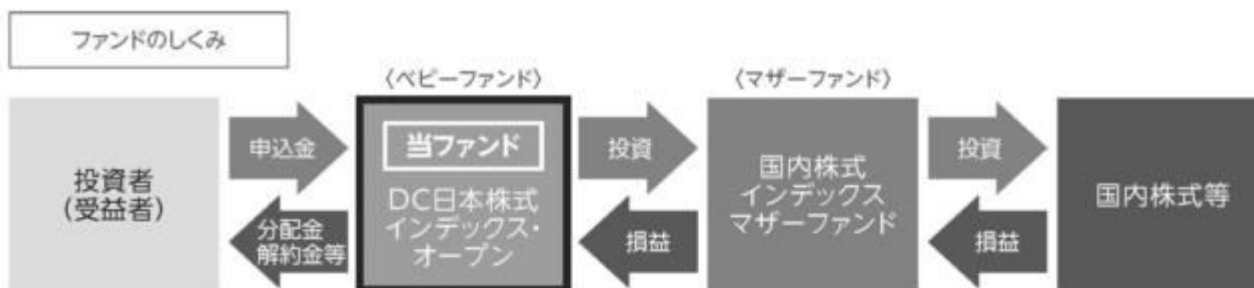 ファンドのしくみ
〈ベビーファンド〉
〈マザーファンド〉
投資者
(受益者)
申込金
分配金
解約金等
当ファンド
DC日本株式
インデックス・
オープン
投資
損益
国内株式
インデックス
マザーファンド
投資
損益
国内株式等